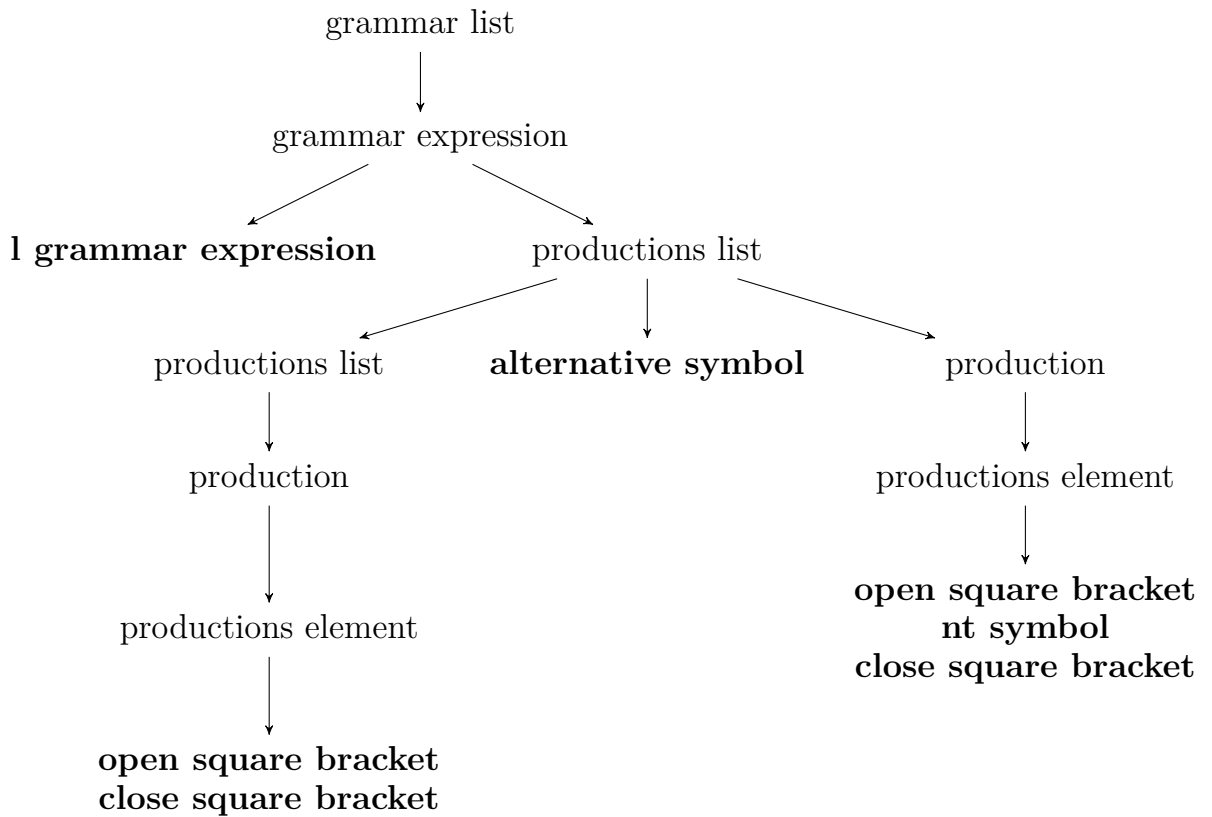 grammar list
grammar expression
l grammar expression
productions list
productions list
alternative symbol
production
production
productions element
open square bracket
nt symbol
close square bracket
productions element
open square bracket
close square bracket